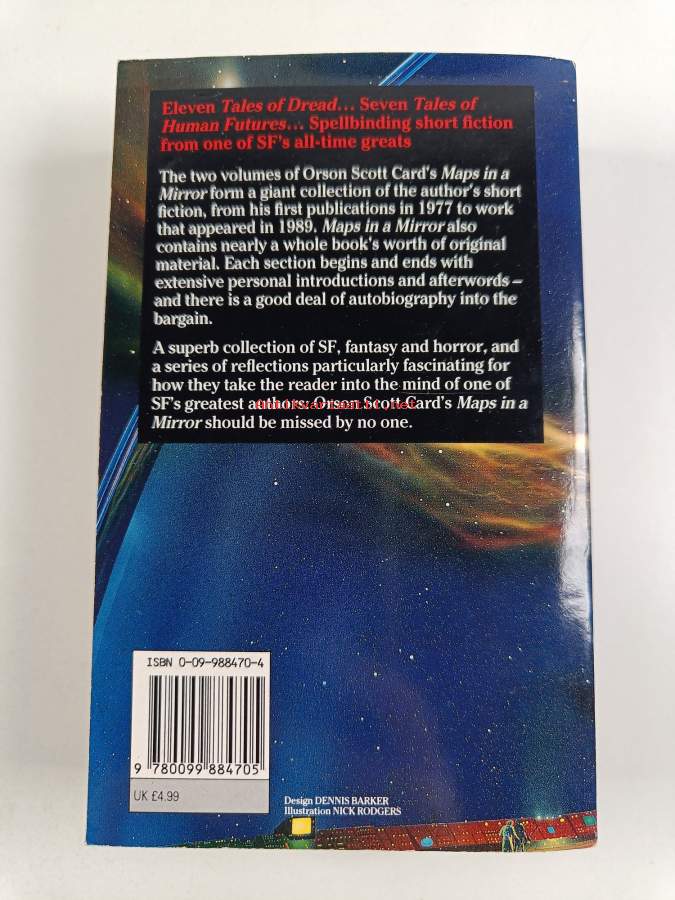 Eleven Tales of Dread... Seven Tales of
Human Futures... Spellbinding short fiction
from one of SF's all-time greats
The two volumes of Orson Scott Card's Maps in a
Mirror form a giant collection of the author's short
fiction, from his first publications in 1977 to work
that appeared in 1989. Maps in a Mirror also
contains nearly a whole book's worth of original
material. Each section begins and ends with
extensive personal introductions and afterwords –
and there is a good deal of autobiography into the
bargain.
A superb collection of SF, fantasy and horror, and
a series of reflections particularly fascinating for
how they take the reader into the mind of one of
SF's greatest authors: Orson Scott Card's Maps in a
Antikvariaatti.net
Mirror should be missed by no one.
ISBN 0-09-988470-4
9 780099 884705
UK £4.99
Design DENNIS BARKER
Illustration NICK RODGERS